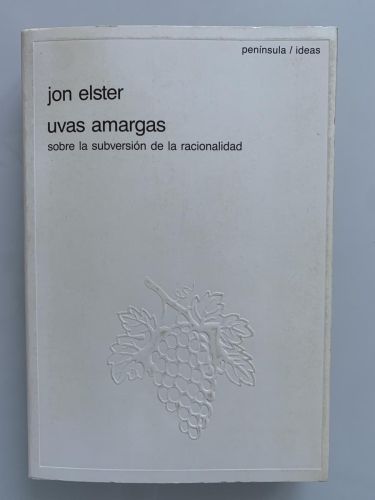 península / ideas
jon elster
uvas amargas
sobre la subversión de la racionalidad